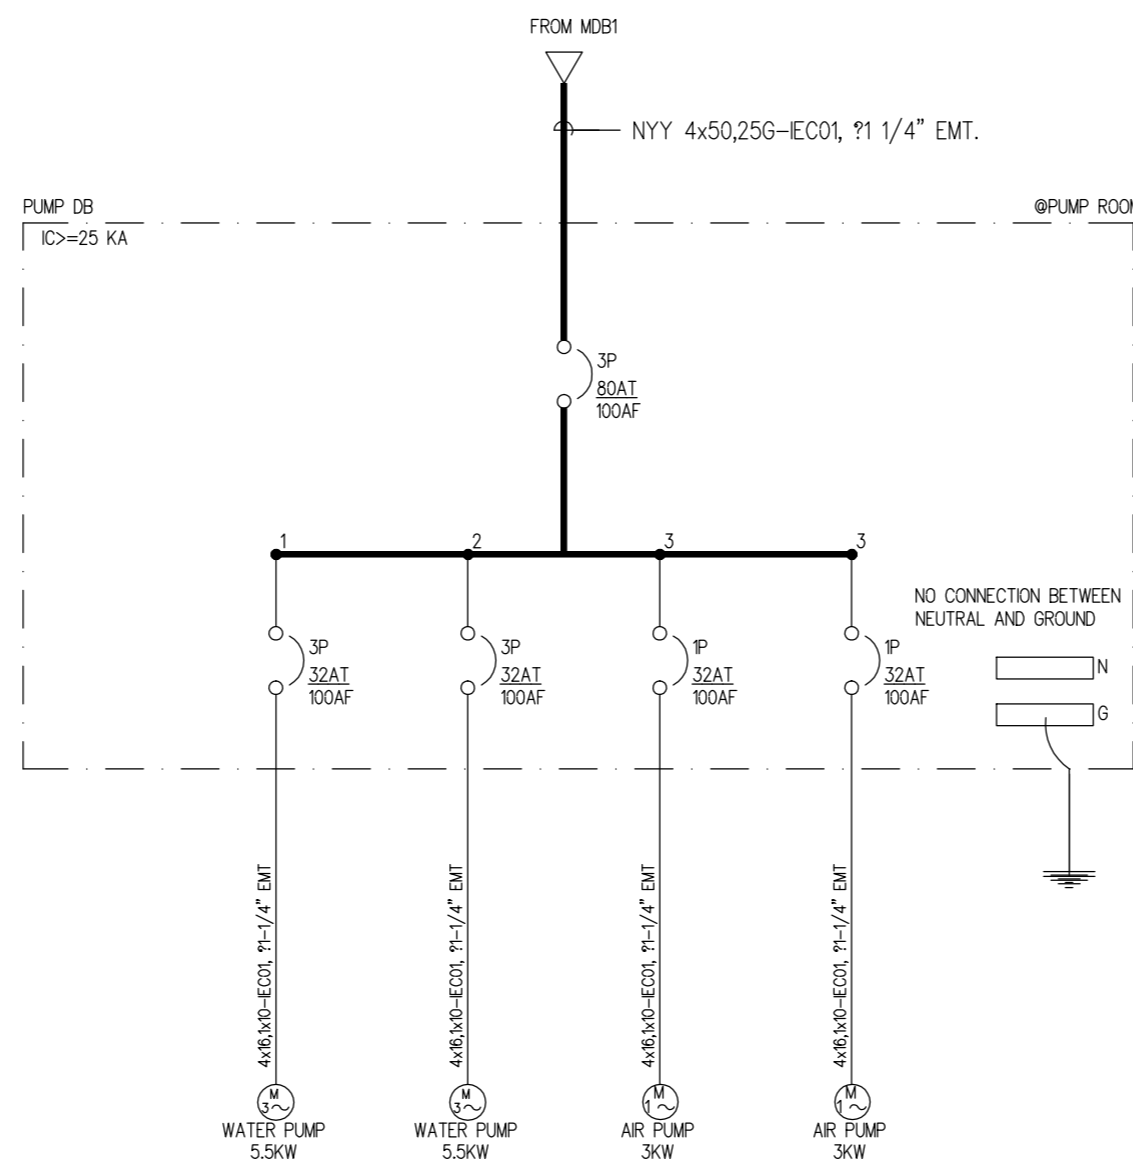 FROM MDB1
NYY 4x50,25G-IEC01, ?1 1/4" EMT.
PUMP DB
@PUMP ROOM
IC>=25 KA
3P
80AT
100AF
1
2
3
3
3P
32AT
100AF
3P
32AT
100AF
1P
32AT
100AF
1P
32AT
100AF
NO CONNECTION BETWEEN
NEUTRAL AND GROUND
N
G
4x16,1x10-IEC01, ?1-1/4" EMT
4x16,1x10-IEC01, ?1-1/4" EMT
4x16,1x10-IEC01, ?1-1/4" EMT
4x16,1x10-IEC01, ?1-1/4" EMT
M
3~
M
3~
M
1~
M
1~
WATER PUMP
5.5KW
WATER PUMP
5.5KW
AIR PUMP
3KW
AIR PUMP
3KW